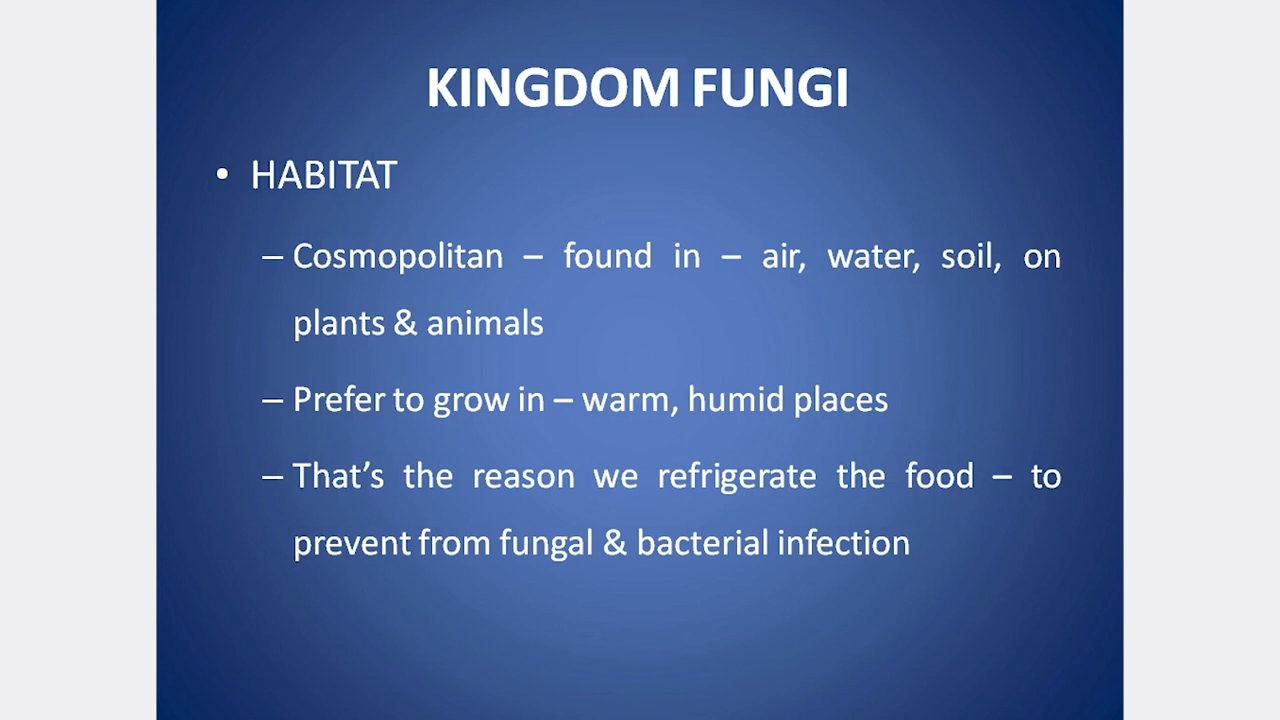 KINGDOM FUNGI
• HABITAT
– Cosmopolitan – found in – air, water, soil, on
plants & animals
– Prefer to grow in – warm, humid places
– That’s the reason we refrigerate the food – to
prevent from fungal & bacterial infection